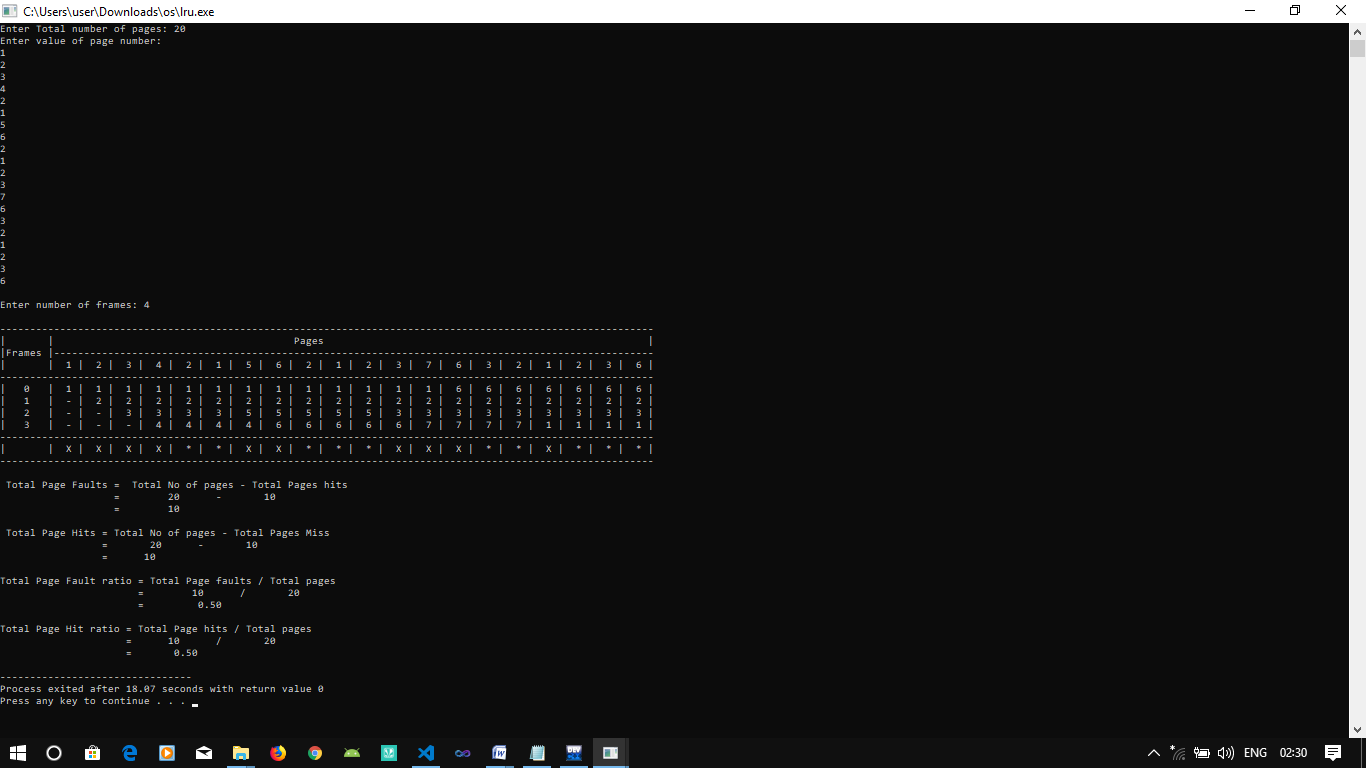 C:\Users\user\Downloads\os\lru.exe
Enter Total number of pages: 20
Enter value of page number:
1
2
3
4
2
1
5
6
2
1
2
3
7
6
3
2
1
2
3
6
Enter number of frames: 4
-------------------------------------------------------------------------------------------------------------
|       |                                        Pages                                                      |
|Frames |----------------------------------------------------------------------------------------------------
|       |  1 |  2 |  3 |  4 |  2 |  1 |  5 |  6 |  2 |  1 |  2 |  3 |  7 |  6 |  3 |  2 |  1 |  2 |  3 |  6 |
-------------------------------------------------------------------------------------------------------------
|   0   |  1 |  1 |  1 |  1 |  1 |  1 |  1 |  1 |  1 |  1 |  1 |  1 |  1 |  6 |  6 |  6 |  6 |  6 |  6 |  6 |
|   1   |  - |  2 |  2 |  2 |  2 |  2 |  2 |  2 |  2 |  2 |  2 |  2 |  2 |  2 |  2 |  2 |  2 |  2 |  2 |  2 |
|   2   |  - |  - |  3 |  3 |  3 |  3 |  5 |  5 |  5 |  5 |  5 |  3 |  3 |  3 |  3 |  3 |  3 |  3 |  3 |  3 |
|   3   |  - |  - |  - |  4 |  4 |  4 |  4 |  6 |  6 |  6 |  6 |  6 |  7 |  7 |  7 |  7 |  1 |  1 |  1 |  1 |
-------------------------------------------------------------------------------------------------------------
|       |  X |  X |  X |  X |  * |  * |  X |  X |  * |  * |  * |  X |  X |  X |  * |  * |  X |  * |  * |  * |
-------------------------------------------------------------------------------------------------------------
Total Page Faults =  Total No of pages - Total Pages hits
=        20      -       10
=        10
Total Page Hits = Total No of pages - Total Pages Miss
=       20      -       10
=      10
Total Page Fault ratio = Total Page faults / Total pages
=        10      /       20
=         0.50
Total Page Hit ratio = Total Page hits / Total pages
=      10      /       20
=       0.50
--------------------------------
Process exited after 18.07 seconds with return value 0
Press any key to continue . . .
DEV
ENG 02:30